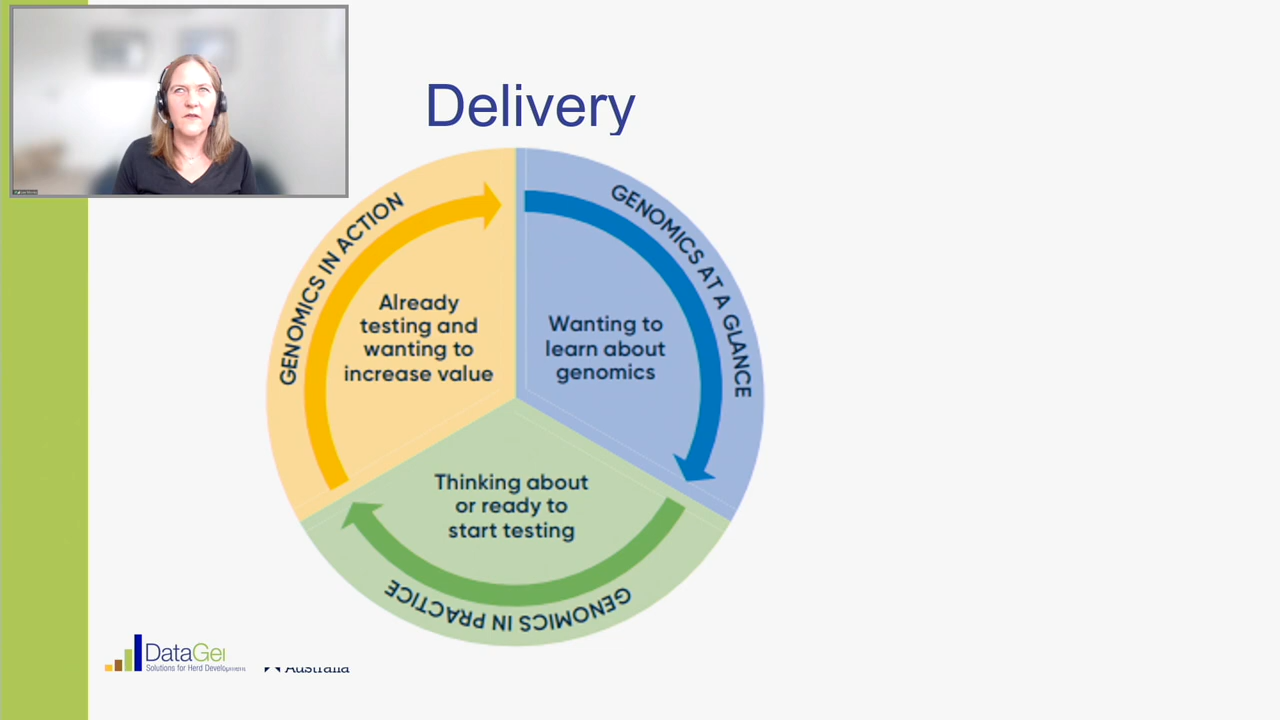 Delivery
GENOMICS IN ACTION
GENOMICS AT A GLANCE
Already
testing and
wanting to
increase value
Wanting to
learn about
genomics
Thinking about
or ready to
start testing
GENOMICS IN PRACTICE
DataGe
Solutions for Herd Development
Australia